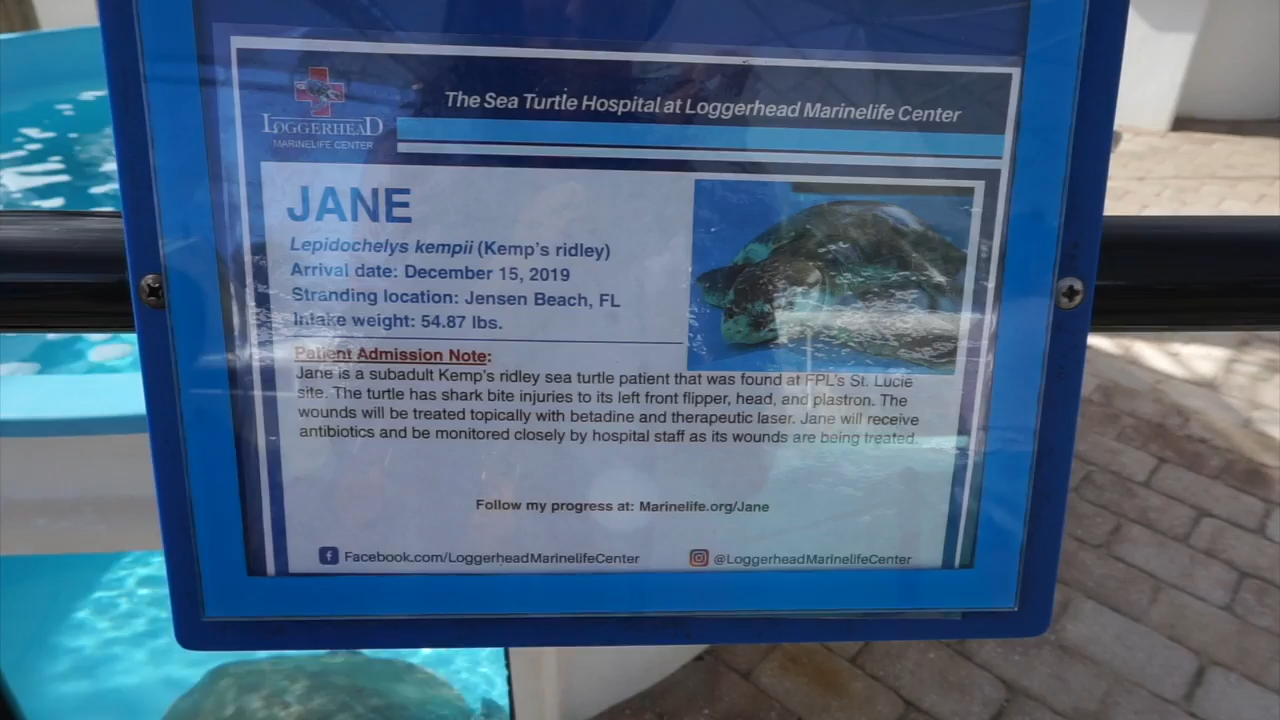 The Sea Turtle Hospital at Loggerhead Marinelife Center
LOGGERHEAD
MARINELIFE CENTER
JANE
Lepidochelys kempii (Kemp's ridley)
Arrival date: December 15, 2019
Stranding location: Jensen Beach, FL
Intake weight: 54.87 lbs.
Patient Admission Note:
Jane is a subadult Kemp's ridley sea turtle patient that was found at FPL's St. Lucie
site. The turtle has shark bite injuries to its left front flipper, head, and plastron. The
wounds will be treated topically with betadine and therapeutic laser. Jane will receive
antibiotics and be monitored closely by hospital staff as its wounds are being treated.
Follow my progress at: Marinelife.org/Jane
Facebook.com/LoggerheadMarinelifeCenter
@LoggerheadMarinelifeCenter